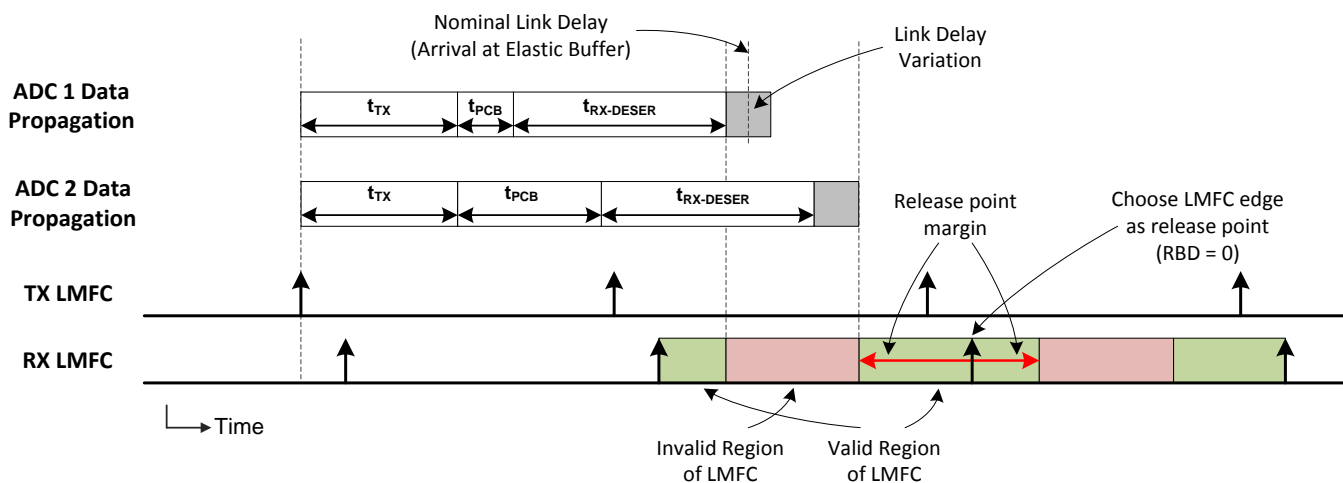 Nominal Link Delay
(Arrival at Elastic Buffer)
Link Delay
Variation
ADC 1 Data
Propagation
tTX
tPCB
tRX-DESER
ADC 2 Data
Propagation
tTX
tPCB
tRX-DESER
Release point
margin
Choose LMFC edge
as release point
(RBD = 0)
TX LMFC
RX LMFC
Time
Invalid Region
of LMFC
Valid Region
of LMFC